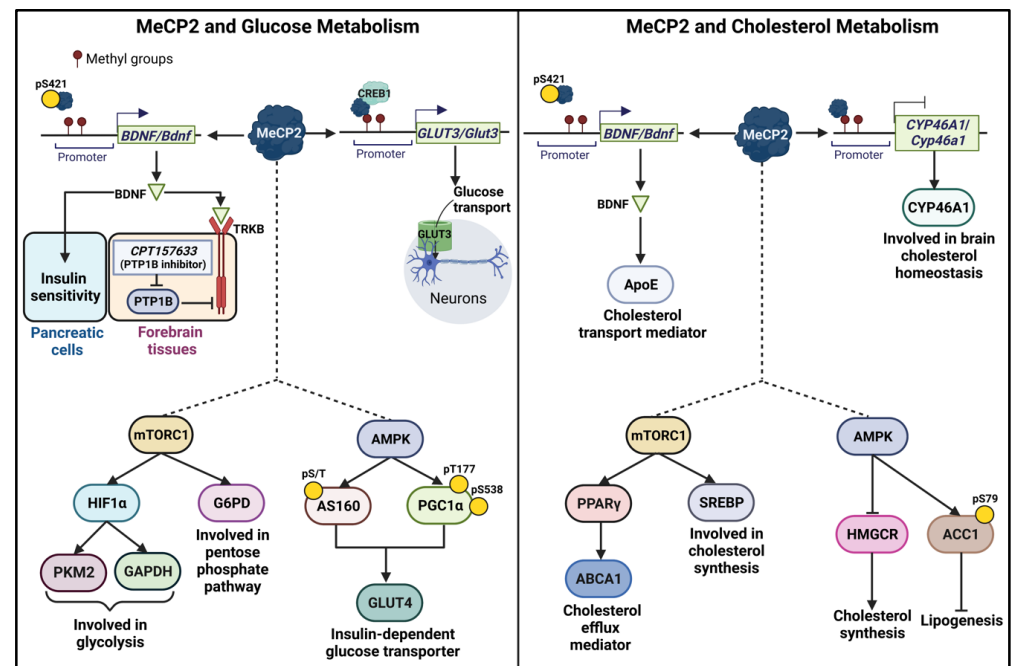 MeCP2 and Glucose Metabolism
Methyl groups
pS421
BDNF/Bdnf
Promoter
MeCP2
CREB1
GLUT3/Glut3
Promoter
BDNF
TRKB
Glucose
transport
GLUT3
Neurons
Insulin
sensitivity
CPT157633
(PTP1B inhibitor)
PTP1B
Pancreatic
cells
Forebrain
tissues
mTORC1
AMPK
HIF1α
G6PD
pS/T
AS160
pT177
pS538
PGC1α
Involved in
pentose
phosphate
pathway
PKM2
GAPDH
Involved in
glycolysis
GLUT4
Insulin-dependent
glucose transporter
MeCP2 and Cholesterol Metabolism
pS421
BDNF/Bdnf
Promoter
MeCP2
CYP46A1/
Cyp46a1
Promoter
BDNF
ApoE
Cholesterol
transport mediator
CYP46A1
Involved in brain
cholesterol
homeostasis
mTORC1
AMPK
PPARγ
SREBP
Involved in
cholesterol
synthesis
ABCA1
Cholesterol
efflux
mediator
HMGCR
pS79
ACC1
Cholesterol
synthesis
Lipogenesis